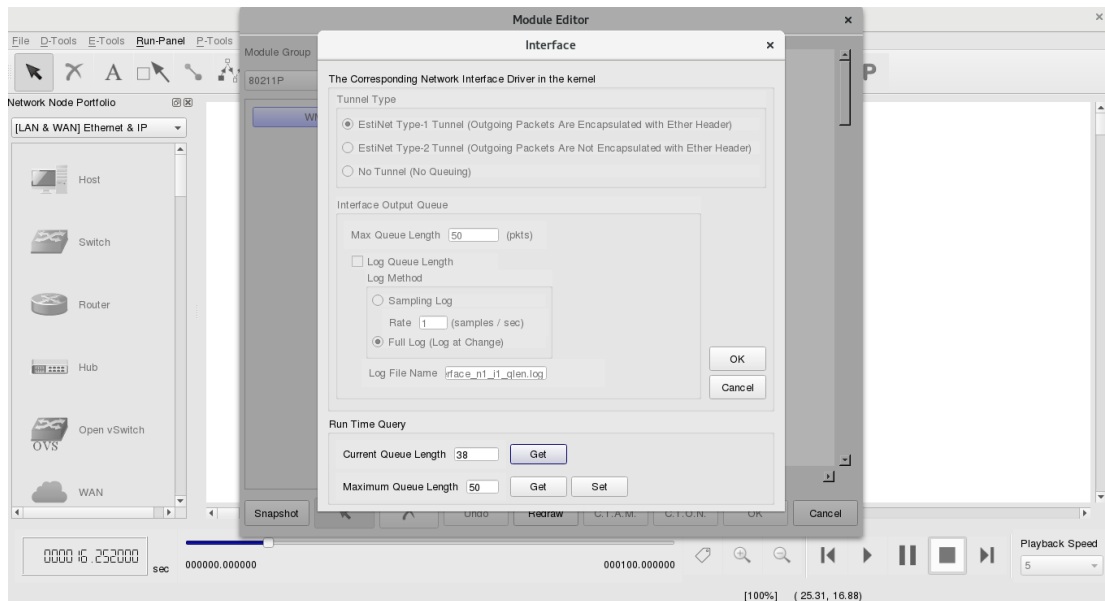 Module Editor
File D-Tools E-Tools Run-Panel P-Tools
Module Group
80211P
Network Node Portfolio
[LAN & WAN] Ethernet & IP
Host
Switch
Router
Hub
OVS
Open vSwitch
WAN
Interface
The Corresponding Network Interface Driver in the kernel
Tunnel Type
EstiNet Type-1 Tunnel (Outgoing Packets Are Encapsulated with Ether Header)
EstiNet Type-2 Tunnel (Outgoing Packets Are Not Encapsulated with Ether Header)
No Tunnel (No Queuing)
Interface Output Queue
Max Queue Length 50 (pkts)
Log Queue Length
Log Method
Sampling Log
Rate 1 (samples / sec)
Full Log (Log at Change)
Log File Name rface_n1_i1_qlen.log
OK
Cancel
Run Time Query
Current Queue Length 38 Get
Maximum Queue Length 50 Get Set
Snapshot Undo Redraw C.T.A.M. C.T.O.N. OK Cancel
000016.252000 sec
000000.000000
000100.000000
Playback Speed
5
[100%] ( 25.31, 16.88)